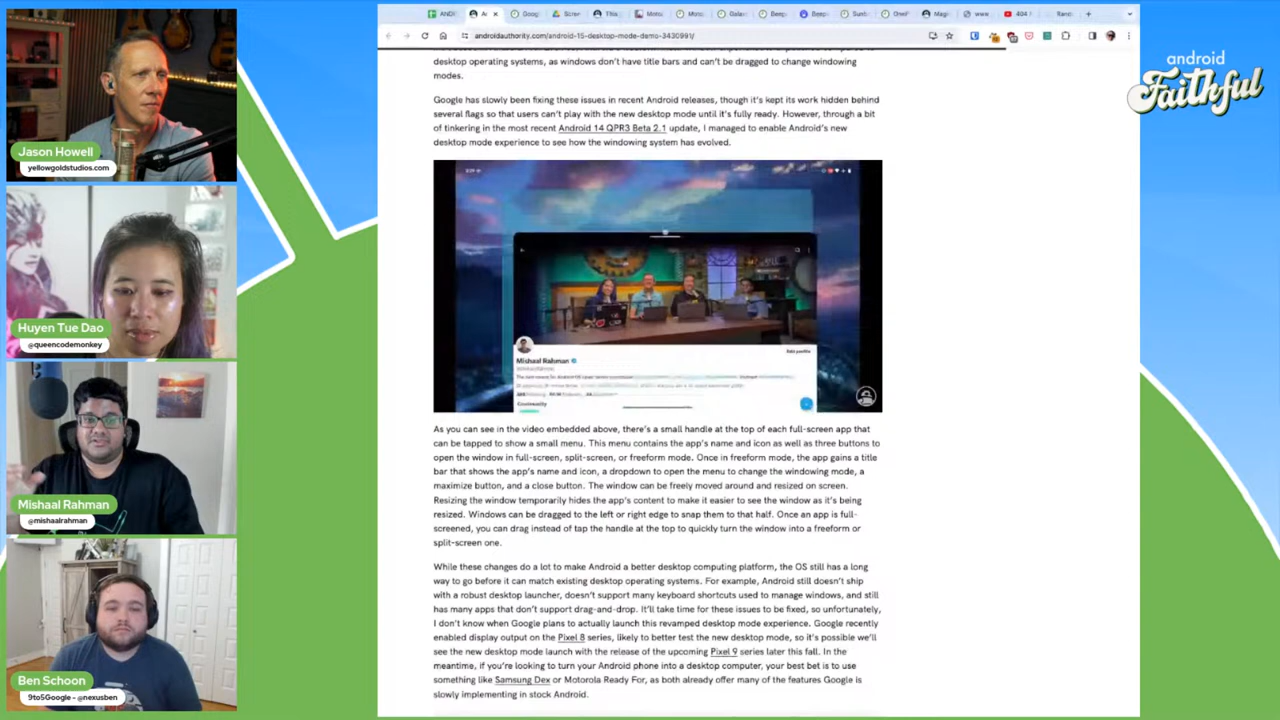 Jason Howell
yellowgoldstudios.com
Huyen Tue Dao
@queencodemonkey
Mishaal Rahman
@mishaalrahman
Ben Schoon
9to5Google - @nexusben
android
Faithful
androidauthority.com/android-15-desktop-mode-demo-3430991/
desktop operating systems, as windows don't have title bars and can't be dragged to change windowing
modes.
Google has slowly been fixing these issues in recent Android releases, though it's kept its work hidden behind
several flags so that users can't play with the new desktop mode until it's fully ready. However, through a bit
of tinkering in the most recent Android 14 QPR3 Beta 2.1 update, I managed to enable Android's new
desktop mode experience to see how the windowing system has evolved.
Mishaal Rahman
Edit profile
As you can see in the video embedded above, there's a small handle at the top of each full-screen app that
can be tapped to show a small menu. This menu contains the app's name and icon as well as three buttons to
open the window in full-screen, split-screen, or freeform mode. Once in freeform mode, the app gains a title
bar that shows the app's name and icon, a dropdown to open the menu to change the windowing mode, a
maximize button, and a close button. The window can be freely moved around and resized on screen.
Resizing the window temporarily hides the app's content to make it easier to see the window as it's being
resized. Windows can be dragged to the left or right edge to snap them to that half. Once an app is full-
screened, you can drag instead of tap the handle at the top to quickly turn the window into a freeform or
split-screen one.
While these changes do a lot to make Android a better desktop computing platform, the OS still has a long
way to go before it can match existing desktop operating systems. For example, Android still doesn't ship
with a robust desktop launcher, doesn't support many keyboard shortcuts used to manage windows, and still
has many apps that don't support drag-and-drop. It'll take time for these issues to be fixed, so unfortunately,
I don't know when Google plans to actually launch this revamped desktop mode experience. Google recently
enabled display output on the Pixel 8 series, likely to better test the new desktop mode, so it's possible we'll
see the new desktop mode launch with the release of the upcoming Pixel 9 series later this fall. In the
meantime, if you're looking to turn your Android phone into a desktop computer, your best bet is to use
something like Samsung Dex or Motorola Ready For, as both already offer many of the features Google is
slowly implementing in stock Android.